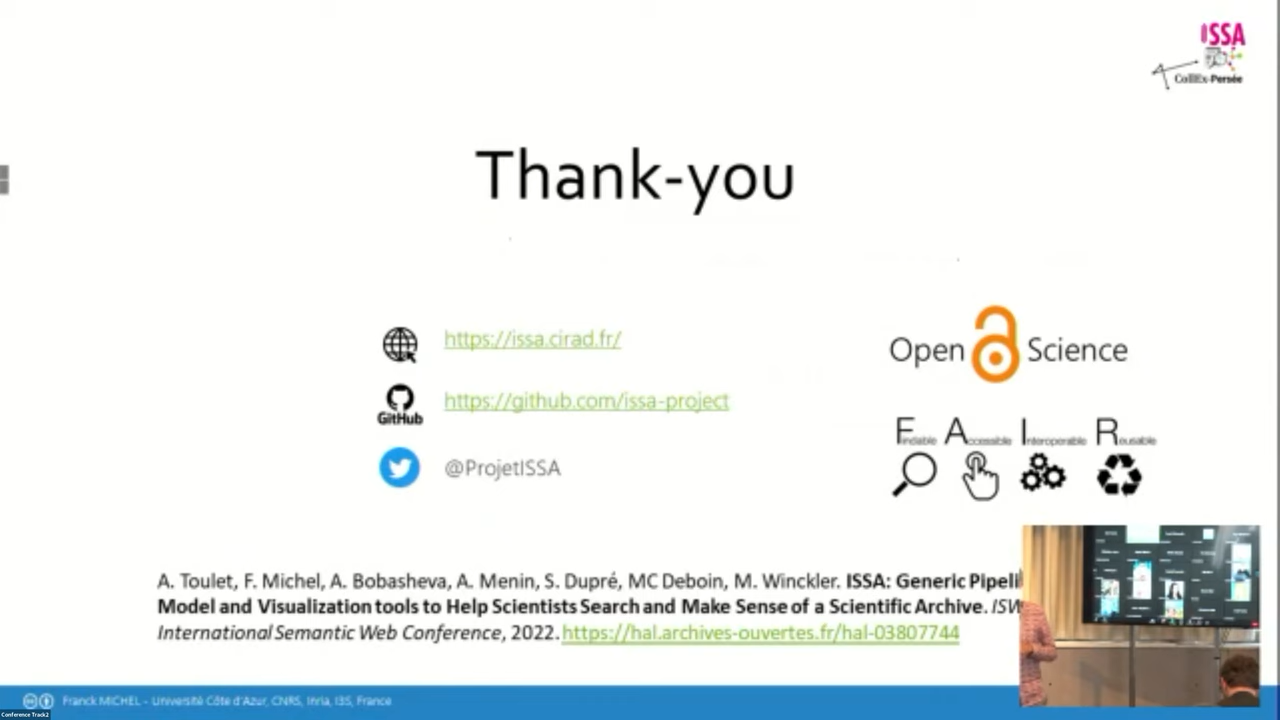 ISSA
CollEx-Persée
Thank-you
https://issa.cirad.fr/
GitHub
https://github.com/issa-project
@ProjetISSA
Open Science
Findable Accessible Interoperable Reusable
A. Toulet, F. Michel, A. Bobasheva, A. Menin, S. Dupré, MC Deboin, M. Winckler. ISSA: Generic Pipeli
Model and Visualization tools to Help Scientists Search and Make Sense of a Scientific Archive. ISW
International Semantic Web Conference, 2022. https://hal.archives-ouvertes.fr/hal-03807744
Franck MICHEL - Université Côte d'Azur, CNRS, Inria, I3S, France
Conference Track2